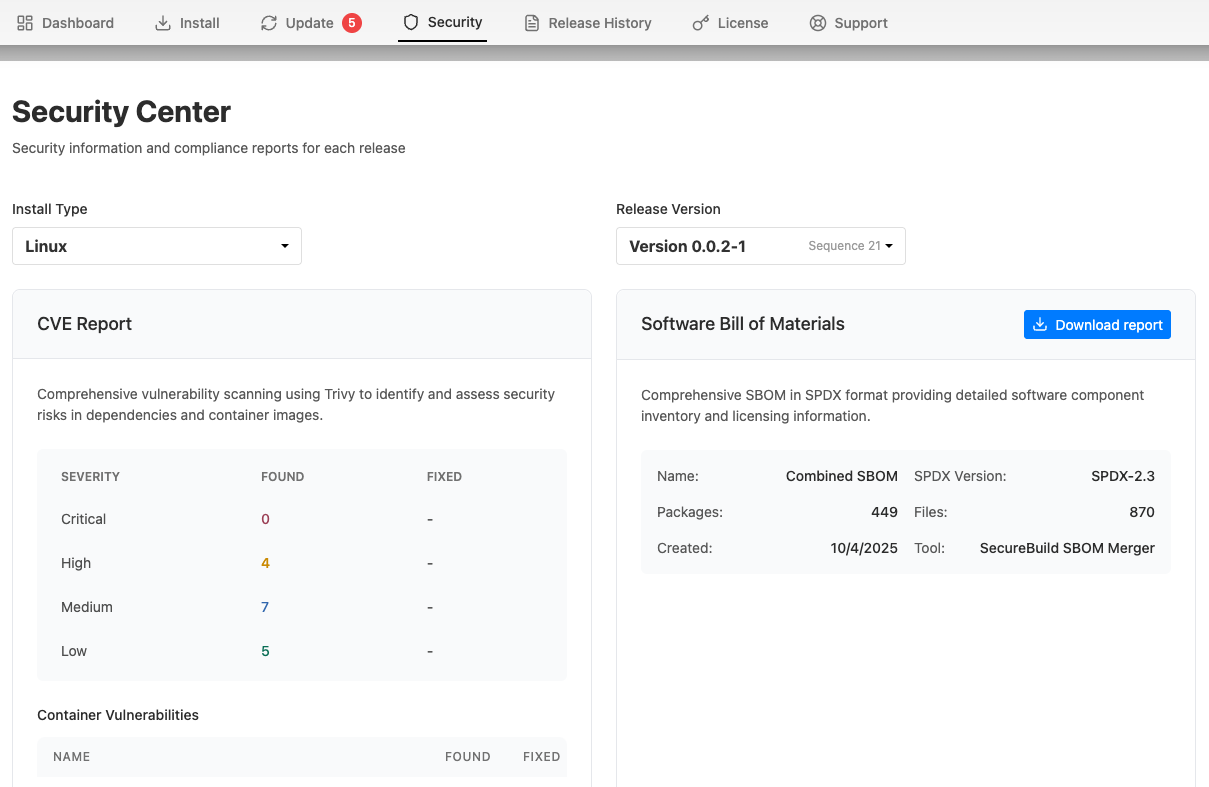 Dashboard Install Update 5 Security Release History License Support
Security Center
Security information and compliance reports for each release
Install Type
Linux
Release Version
Version 0.0.2-1 Sequence 21
CVE Report
Comprehensive vulnerability scanning using Trivy to identify and assess security
risks in dependencies and container images.
SEVERITY FOUND FIXED
Critical 0 -
High 4 -
Medium 7 -
Low 5 -
Container Vulnerabilities
NAME FOUND FIXED
Software Bill of Materials
Download report
Comprehensive SBOM in SPDX format providing detailed software component
inventory and licensing information.
Name: Combined SBOM SPDX Version: SPDX-2.3
Packages: 449 Files: 870
Created: 10/4/2025 Tool: SecureBuild SBOM Merger